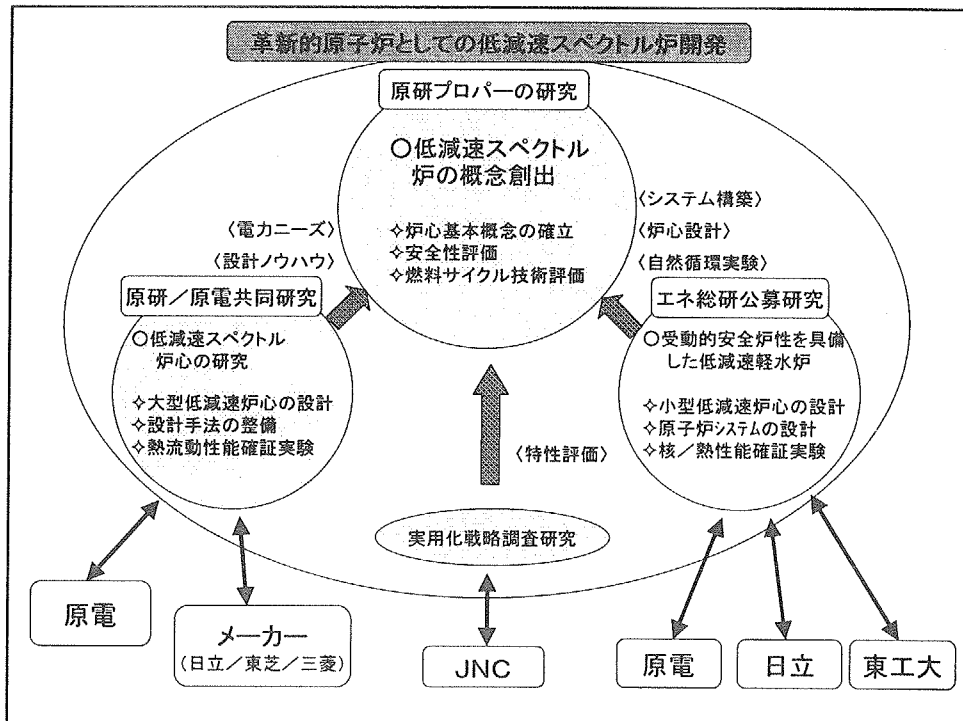 革新的原子炉としての低減速スペクトル炉開発
原研プロパーの研究
○低減速スペクトル
炉の概念創出
✧炉心基本概念の確立
✧安全性評価
✧燃料サイクル技術評価
〈電力ニーズ〉
〈設計ノウハウ〉
〈システム構築〉
〈炉心設計〉
〈自然循環実験〉
原研／原電共同研究
○低減速スペクトル
炉心の研究
✧大型低減速炉心の設計
✧設計手法の整備
✧熱流動性能確証実験
エネ総研公募研究
○受動的安全炉性を具備
した低減速軽水炉
✧小型低減速炉心の設計
✧原子炉システムの設計
✧核／熱性能確証実験
〈特性評価〉
実用化戦略調査研究
原電
メーカー
（日立／東芝／三菱）
JNC
原電
日立
東工大